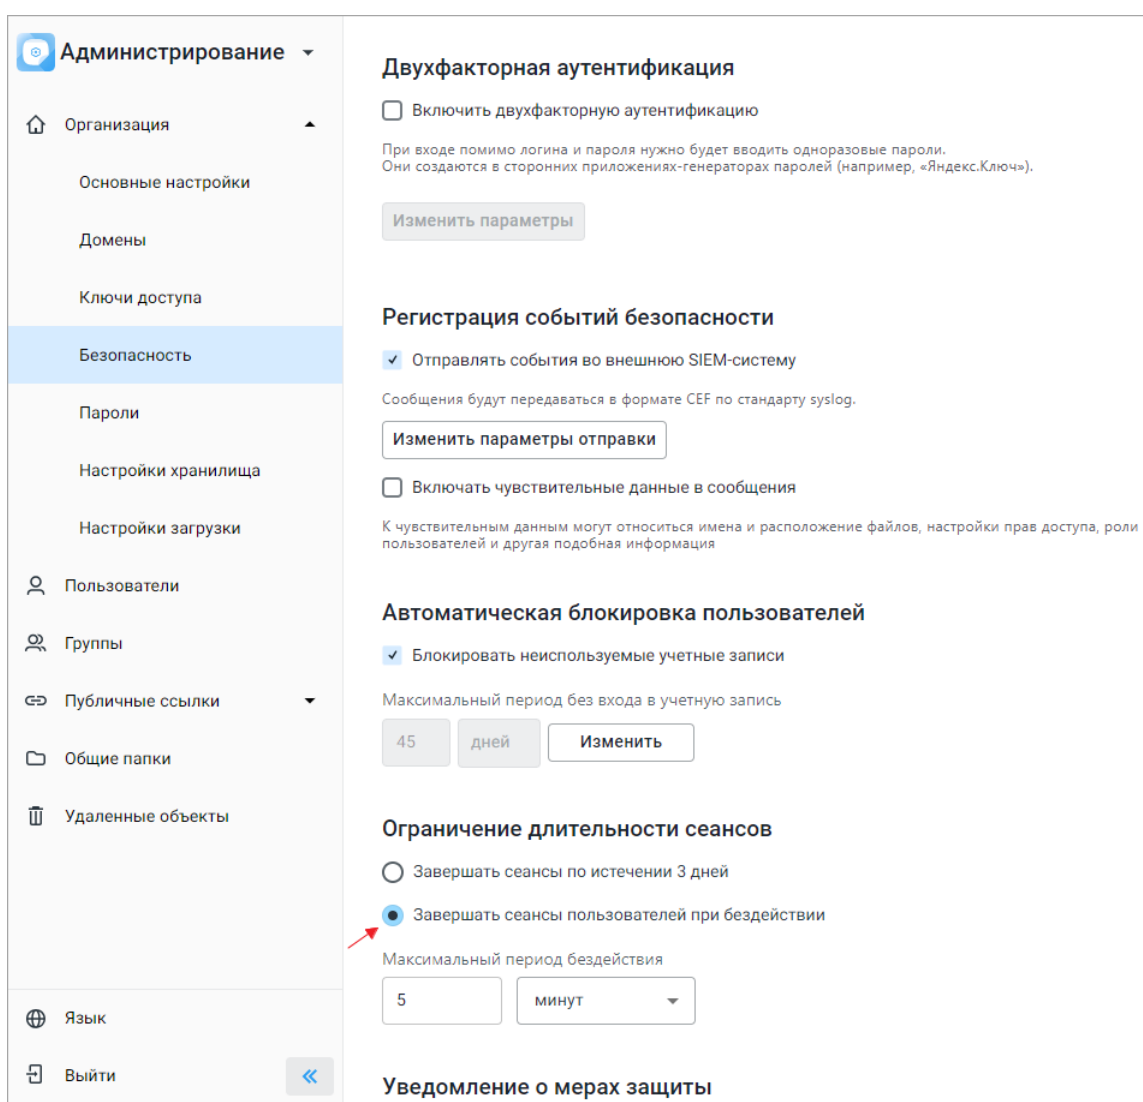 Администрирование
Организация
Основные настройки
Домены
Ключи доступа
Безопасность
Пароли
Настройки хранилища
Настройки загрузки
Пользователи
Группы
Публичные ссылки
Общие папки
Удаленные объекты
Язык
Выйти
Двухфакторная аутентификация
Включить двухфакторную аутентификацию
При входе помимо логина и пароля нужно будет вводить одноразовые пароли.
Они создаются в сторонних приложениях-генераторах паролей (например, «Яндекс.Ключ»).
Изменить параметры
Регистрация событий безопасности
Отправлять события во внешнюю SIEM-систему
Сообщения будут передаваться в формате CEF по стандарту syslog.
Изменить параметры отправки
Включать чувствительные данные в сообщения
К чувствительным данным могут относиться имена и расположение файлов, настройки прав доступа, роли
пользователей и другая подобная информация
Автоматическая блокировка пользователей
Блокировать неиспользуемые учетные записи
Максимальный период без входа в учетную запись
45 дней Изменить
Ограничение длительности сеансов
Завершать сеансы по истечении 3 дней
Завершать сеансы пользователей при бездействии
Максимальный период бездействия
5 минут
Уведомление о мерах защиты